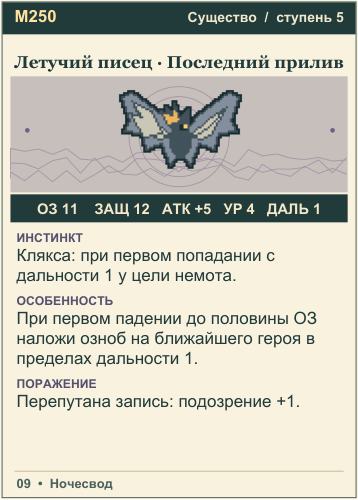 М250
Существо / ступень 5
Летучий писец · Последний прилив
ОЗ 11 ЗАЩ 12 АТК +5 УР 4 ДАЛЬ 1
ИНСТИНКТ
Клякса: при первом попадании с
дальности 1 у цели немота.
ОСОБЕННОСТЬ
При первом падении до половины ОЗ
наложи озноб на ближайшего героя в
пределах дальности 1.
ПОРАЖЕНИЕ
Перепутана запись: подозрение +1.
09 • Ночесвод